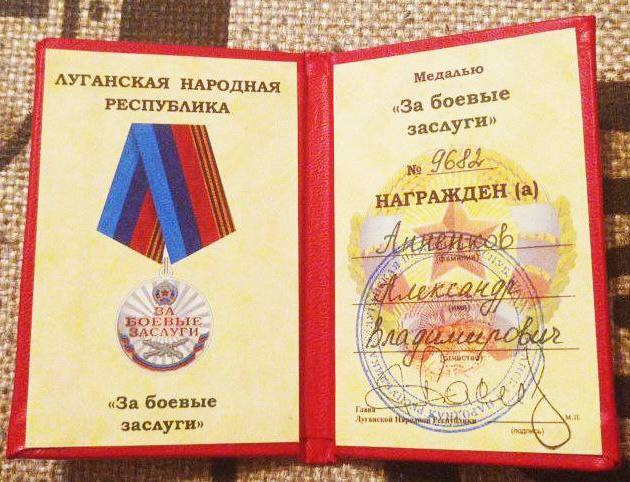 ЛУГАНСКАЯ НАРОДНАЯ
РЕСПУБЛИКА
ЗА
БОЕВЫЕ
ЗАСЛУГИ
«За боевые
заслуги»
Медалью
«За боевые
заслуги»
№ 9682
НАГРАЖДЕН (а)
Анненков
(фамилия)
Александр
(имя)
Владимирович
(отчество)
Глава
Луганской Народной Республики
М.П.
(подпись)